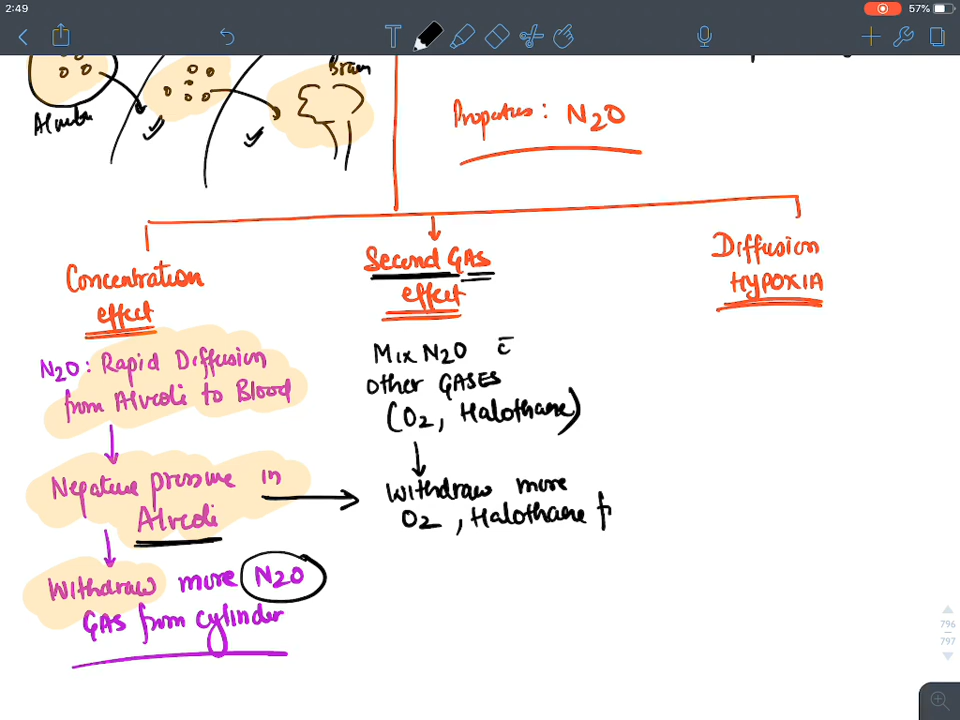 2:49
57%
Brain
Alveoli
Properties: N2O
Concentration
effect
N2O: Rapid Diffusion
from Alveoli to Blood
Negative pressure in
Alveoli
Withdraw more N2O
GAS from cylinder
Second GAS
effect
Mix N2O c̄
other GASES
(O2, Halothane)
Withdraw more
O2, Halothane f
Diffusion
HYPOXIA
796
797